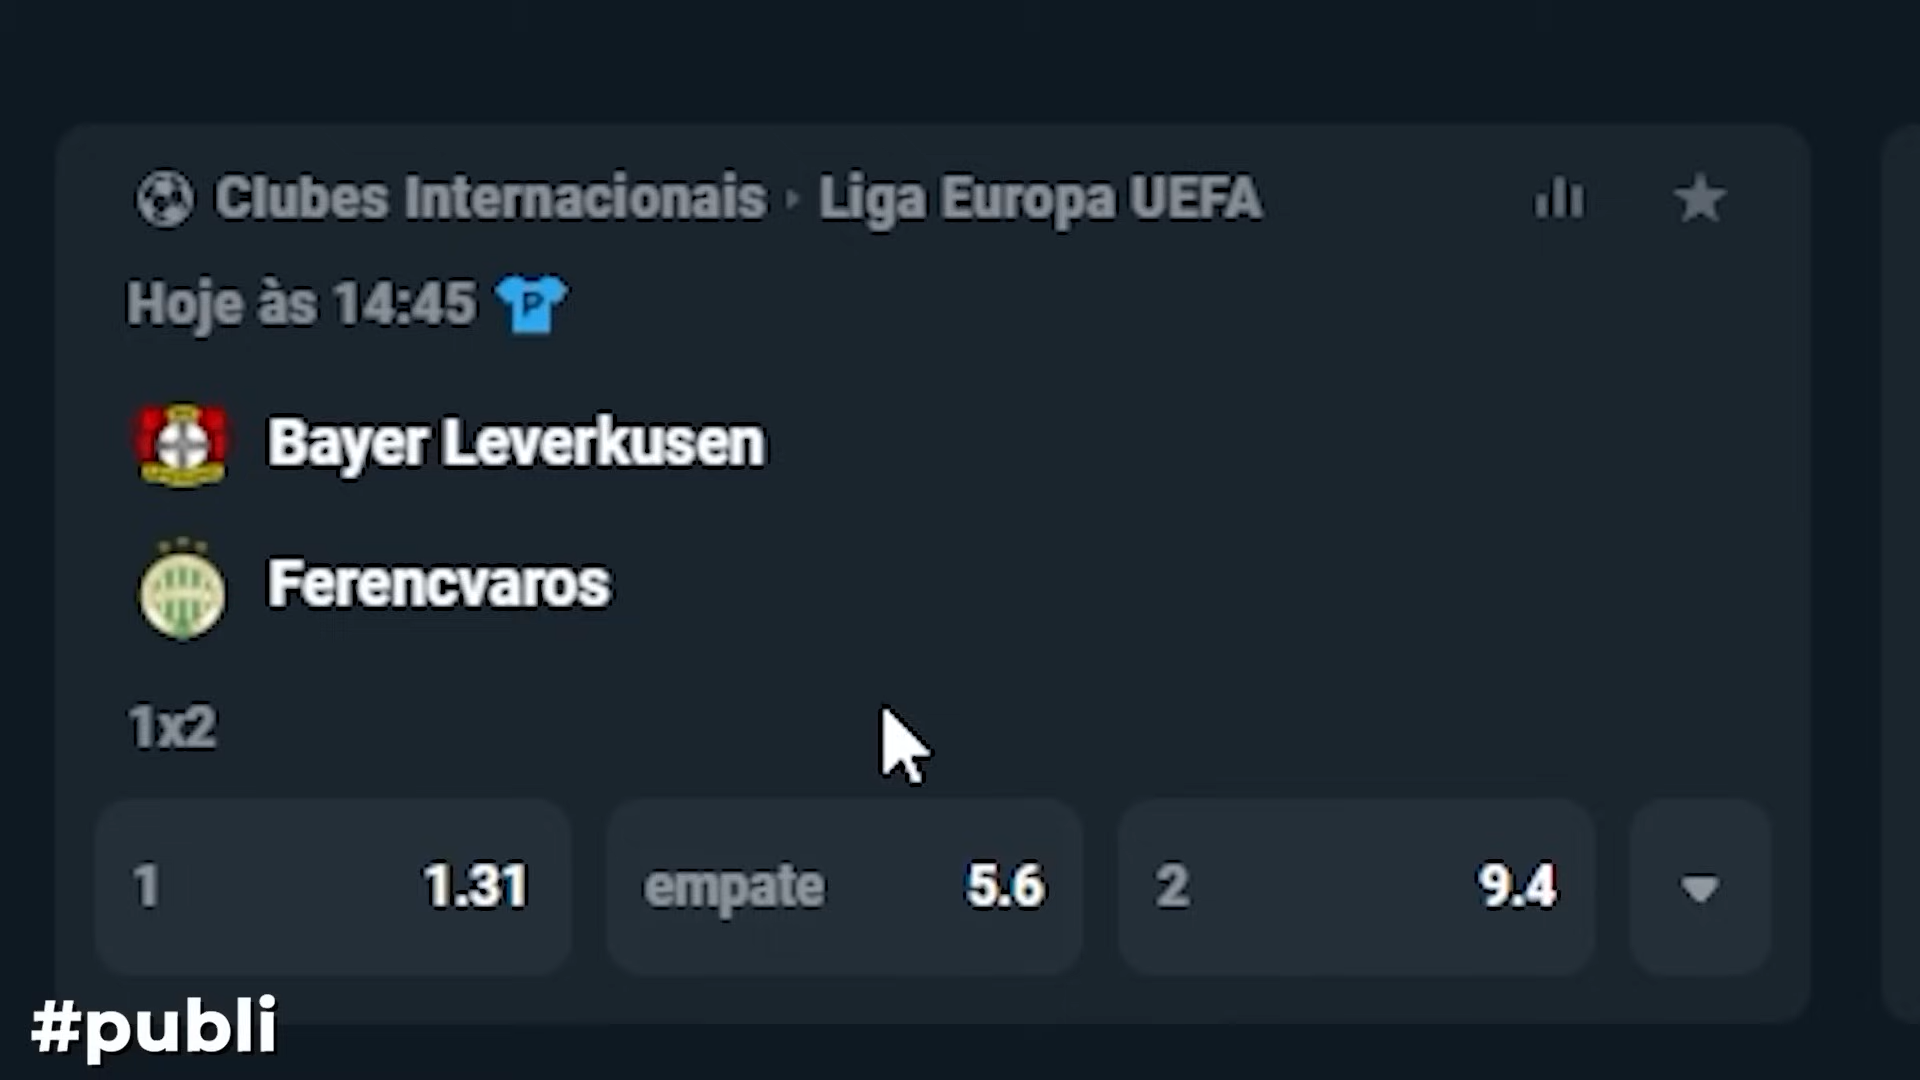 Clubes Internacionais ▸ Liga Europa UEFA
Hoje às 14:45 P
Bayer Leverkusen
Ferencvaros
1x2
1 1.31 empate 5.6 2 9.4
#publi